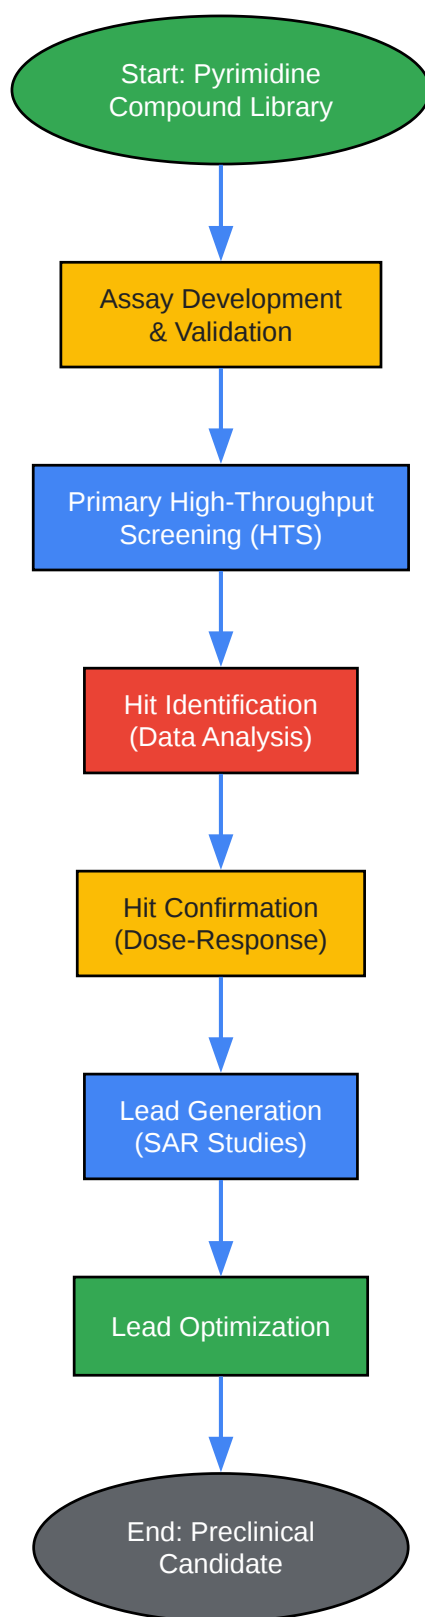 Start: Pyrimidine
Compound Library
Assay Development
& Validation
Primary High-Throughput
Screening (HTS)
Hit Identification
(Data Analysis)
Hit Confirmation
(Dose-Response)
Lead Generation
(SAR Studies)
Lead Optimization
End: Preclinical
Candidate